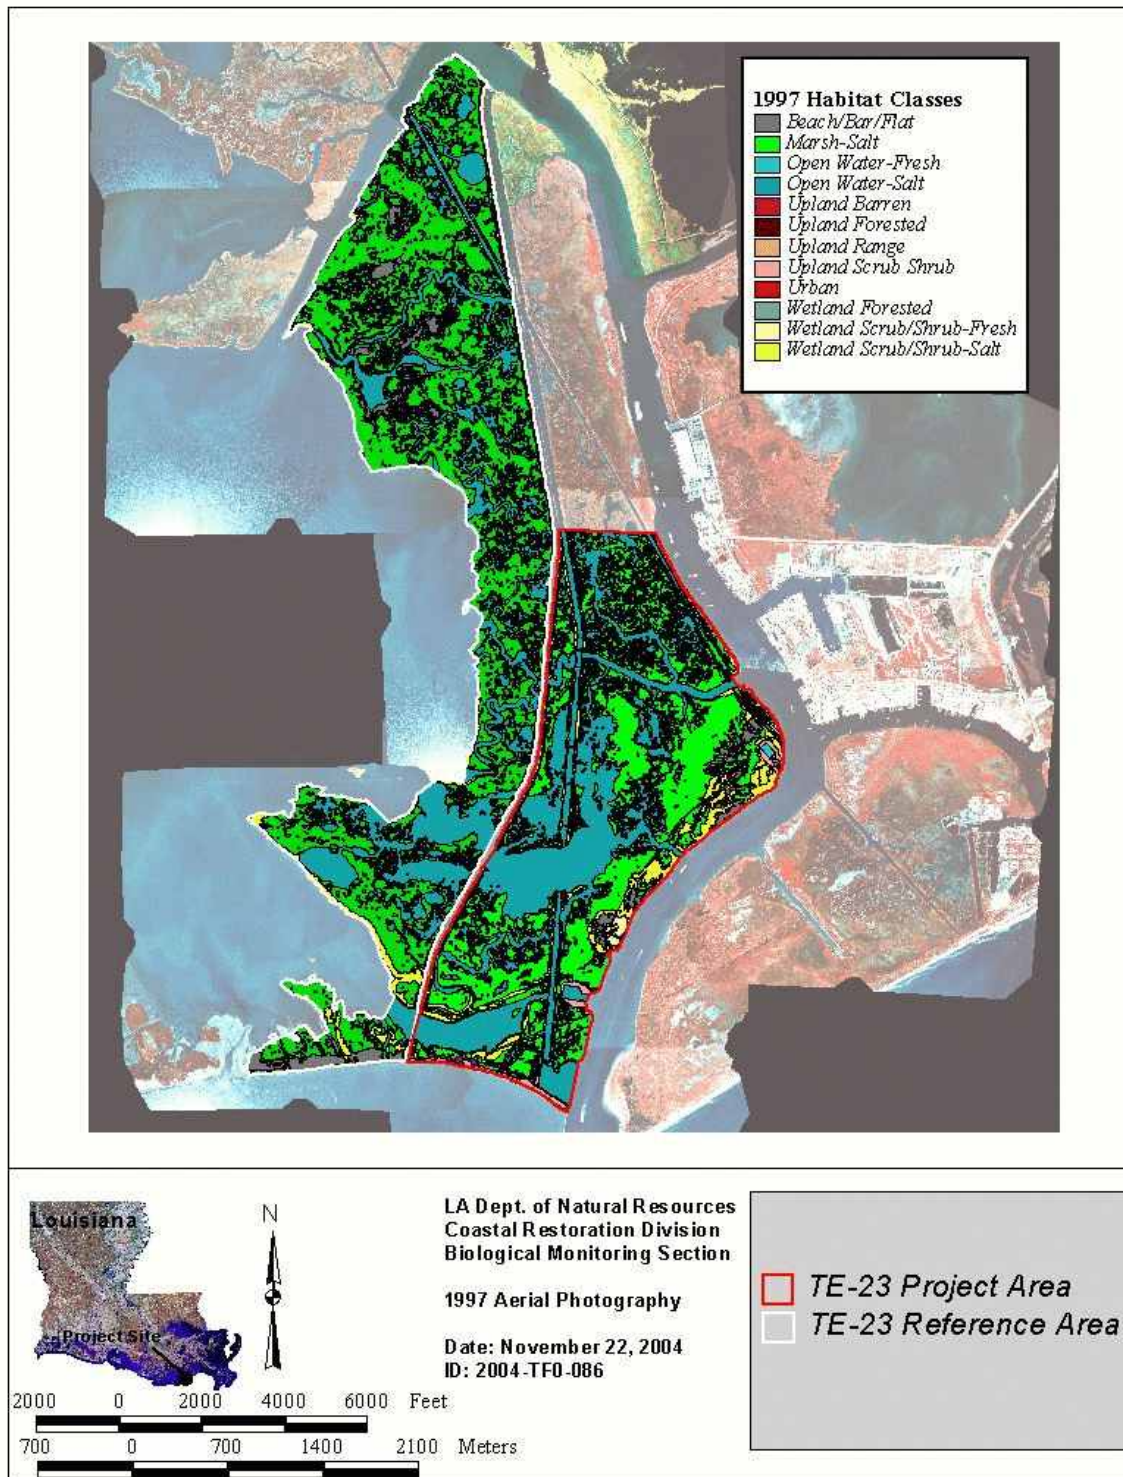 1997 Habitat Classes
Beach/Bar/Flat
Marsh-Salt
Open Water-Fresh
Open Water-Salt
Upland Barren
Upland Forested
Upland Range
Upland Scrub Shrub
Urban
Wetland Forested
Wetland Scrub/Shrub-Fresh
Wetland Scrub/Shrub-Salt
Louisiana
Project Site
N
LA Dept. of Natural Resources
Coastal Restoration Division
Biological Monitoring Section
1997 Aerial Photography
Date: November 22, 2004
ID: 2004-TF0-086
TE-23 Project Area
TE-23 Reference Area
2000 0 2000 4000 6000 Feet
700 0 700 1400 2100 Meters